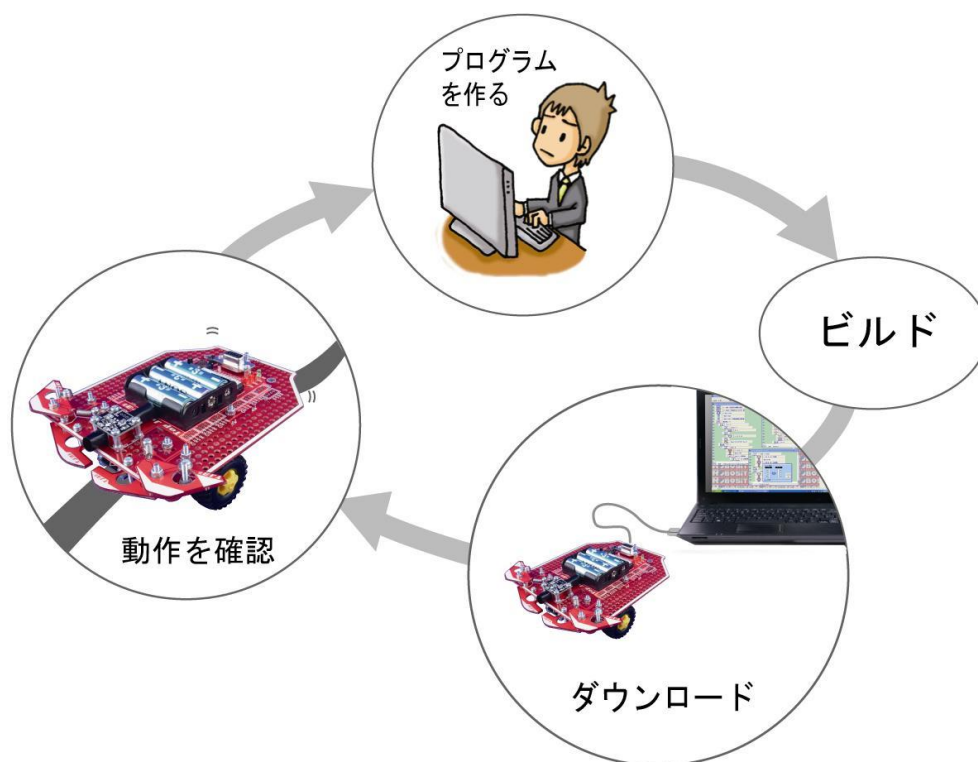 プログラム
を作る
ビルド
ダウンロード
動作を確認